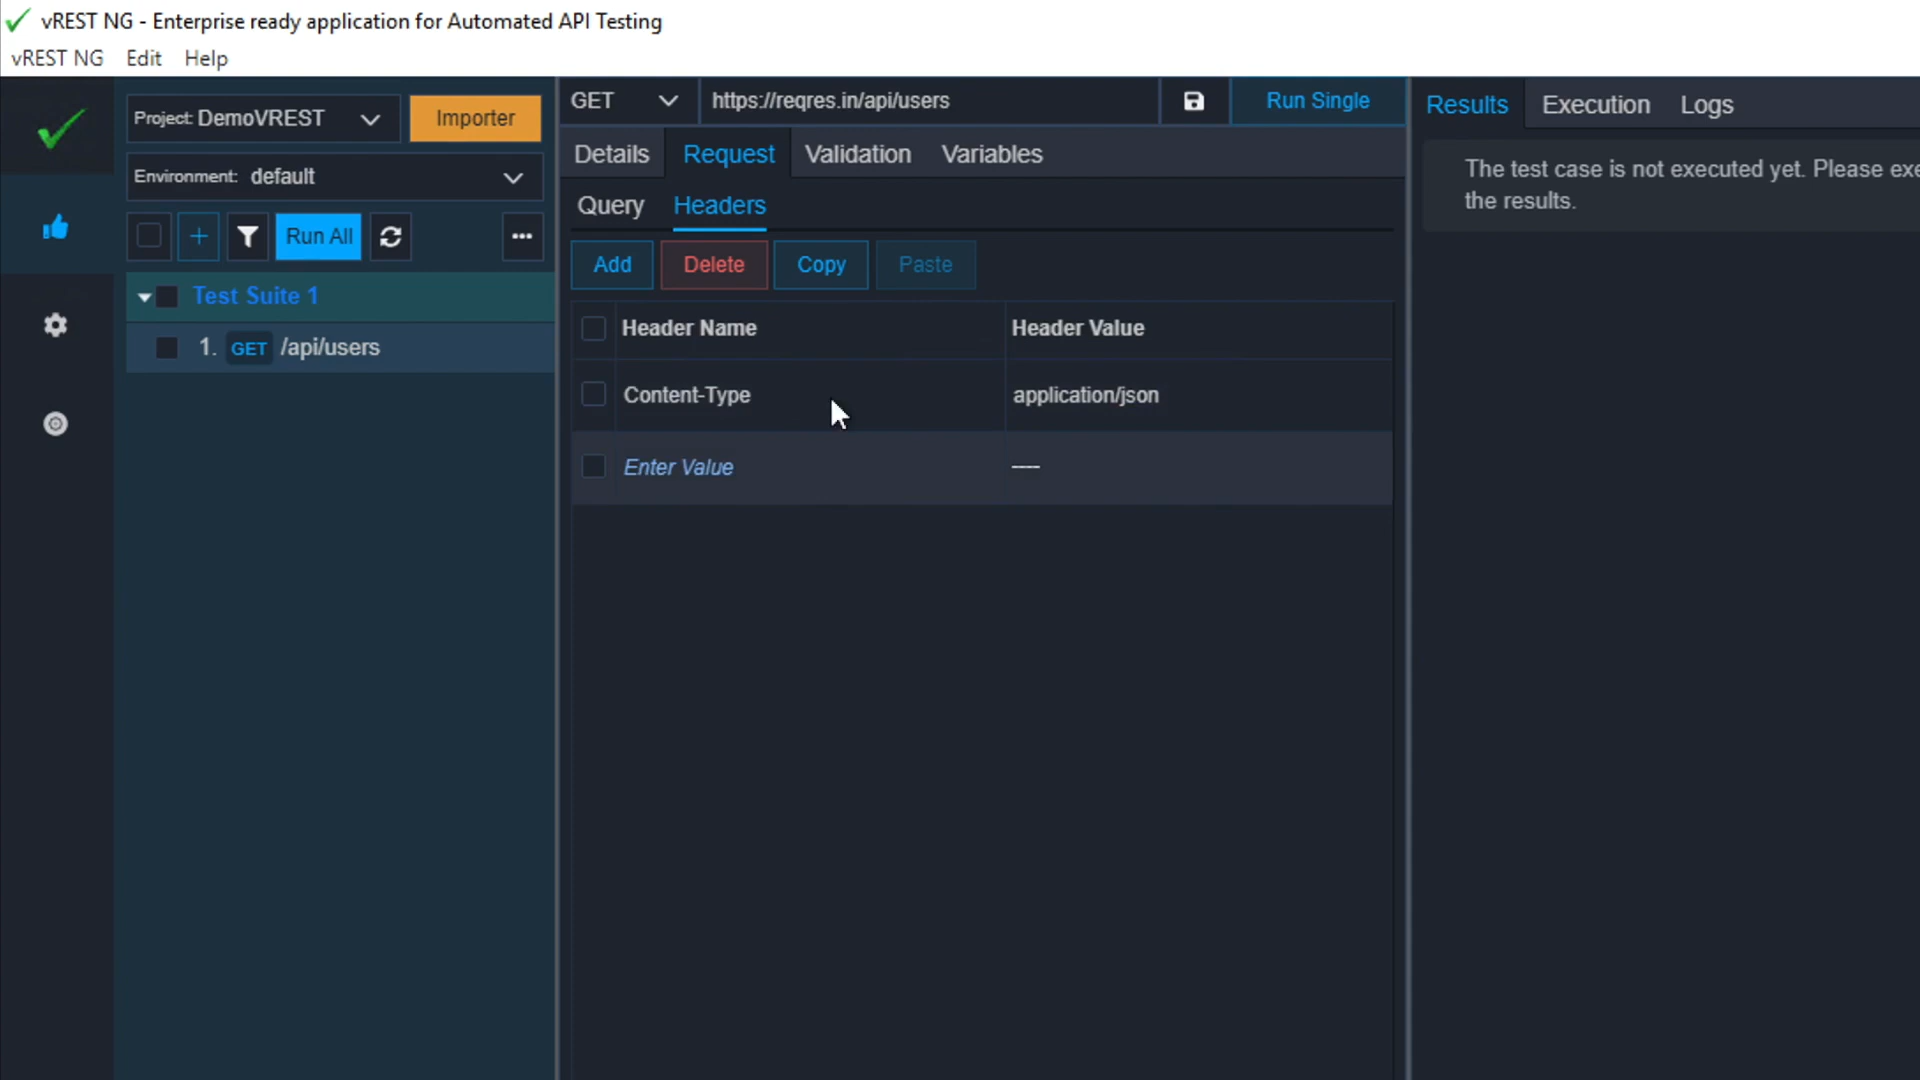 vREST NG - Enterprise ready application for Automated API Testing
vREST NG Edit Help
Project: DemoVREST
Importer
Environment: default
Run All
Test Suite 1
1. GET /api/users
GET
https://reqres.in/api/users
Run Single
Details Request Validation Variables
Query Headers
Add Delete Copy Paste
Header Name Header Value
Content-Type application/json
Enter Value ----
Results Execution Logs
The test case is not executed yet. Please exe
the results.